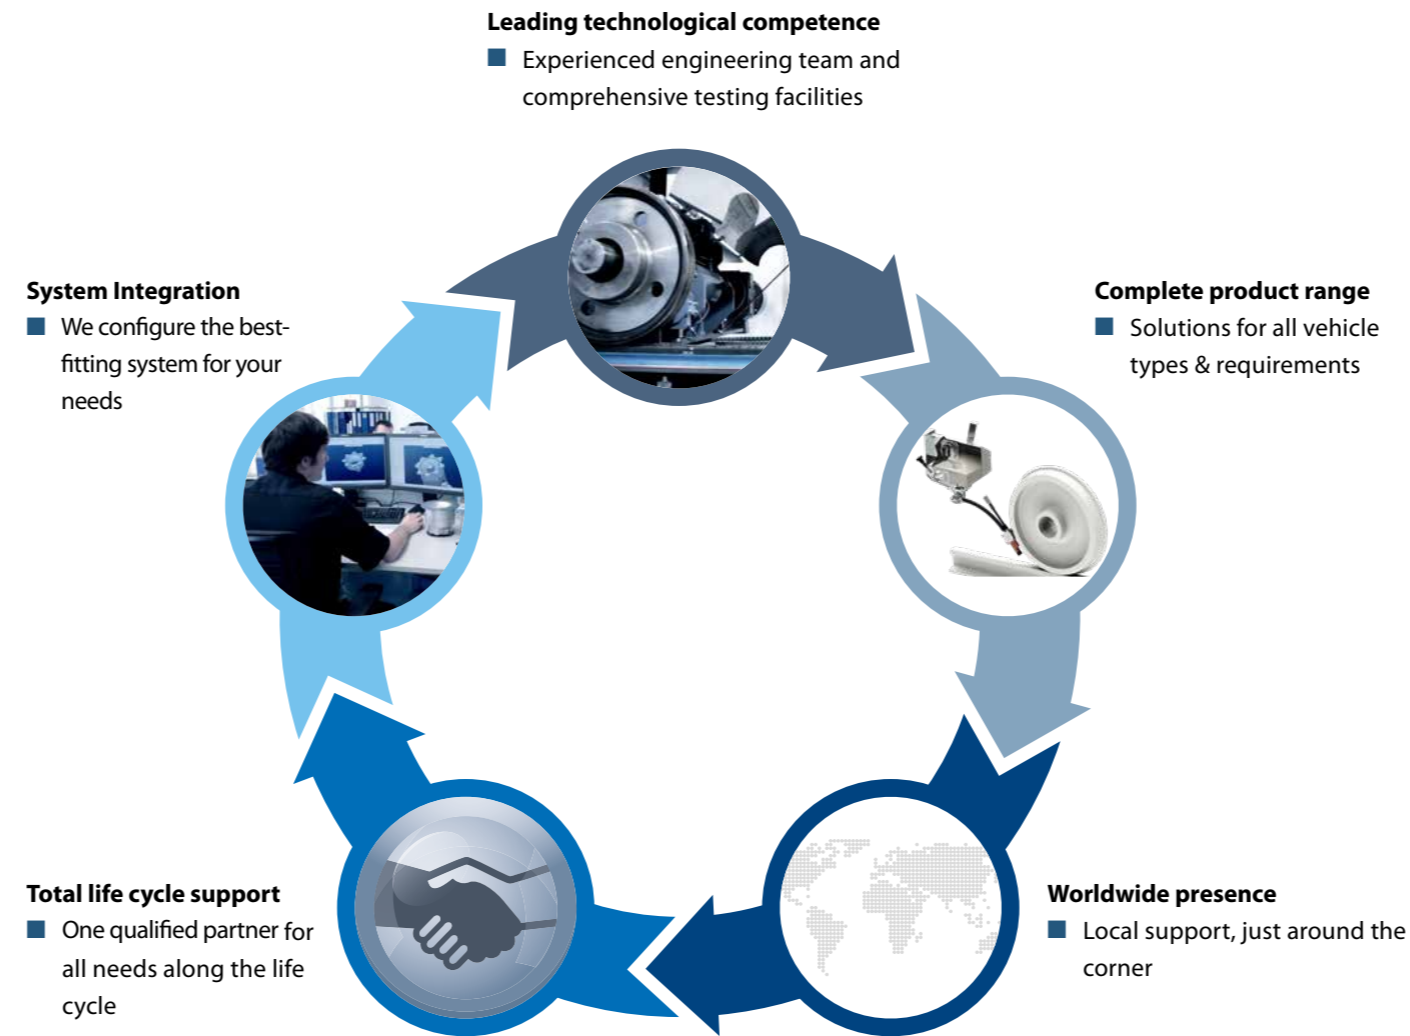 Leading technological competence
■ Experienced engineering team and
comprehensive testing facilities
System Integration
■ We configure the best-
fitting system for your
needs
Complete product range
■ Solutions for all vehicle
types & requirements
Total life cycle support
■ One qualified partner for
all needs along the life
cycle
Worldwide presence
■ Local support, just around the
corner